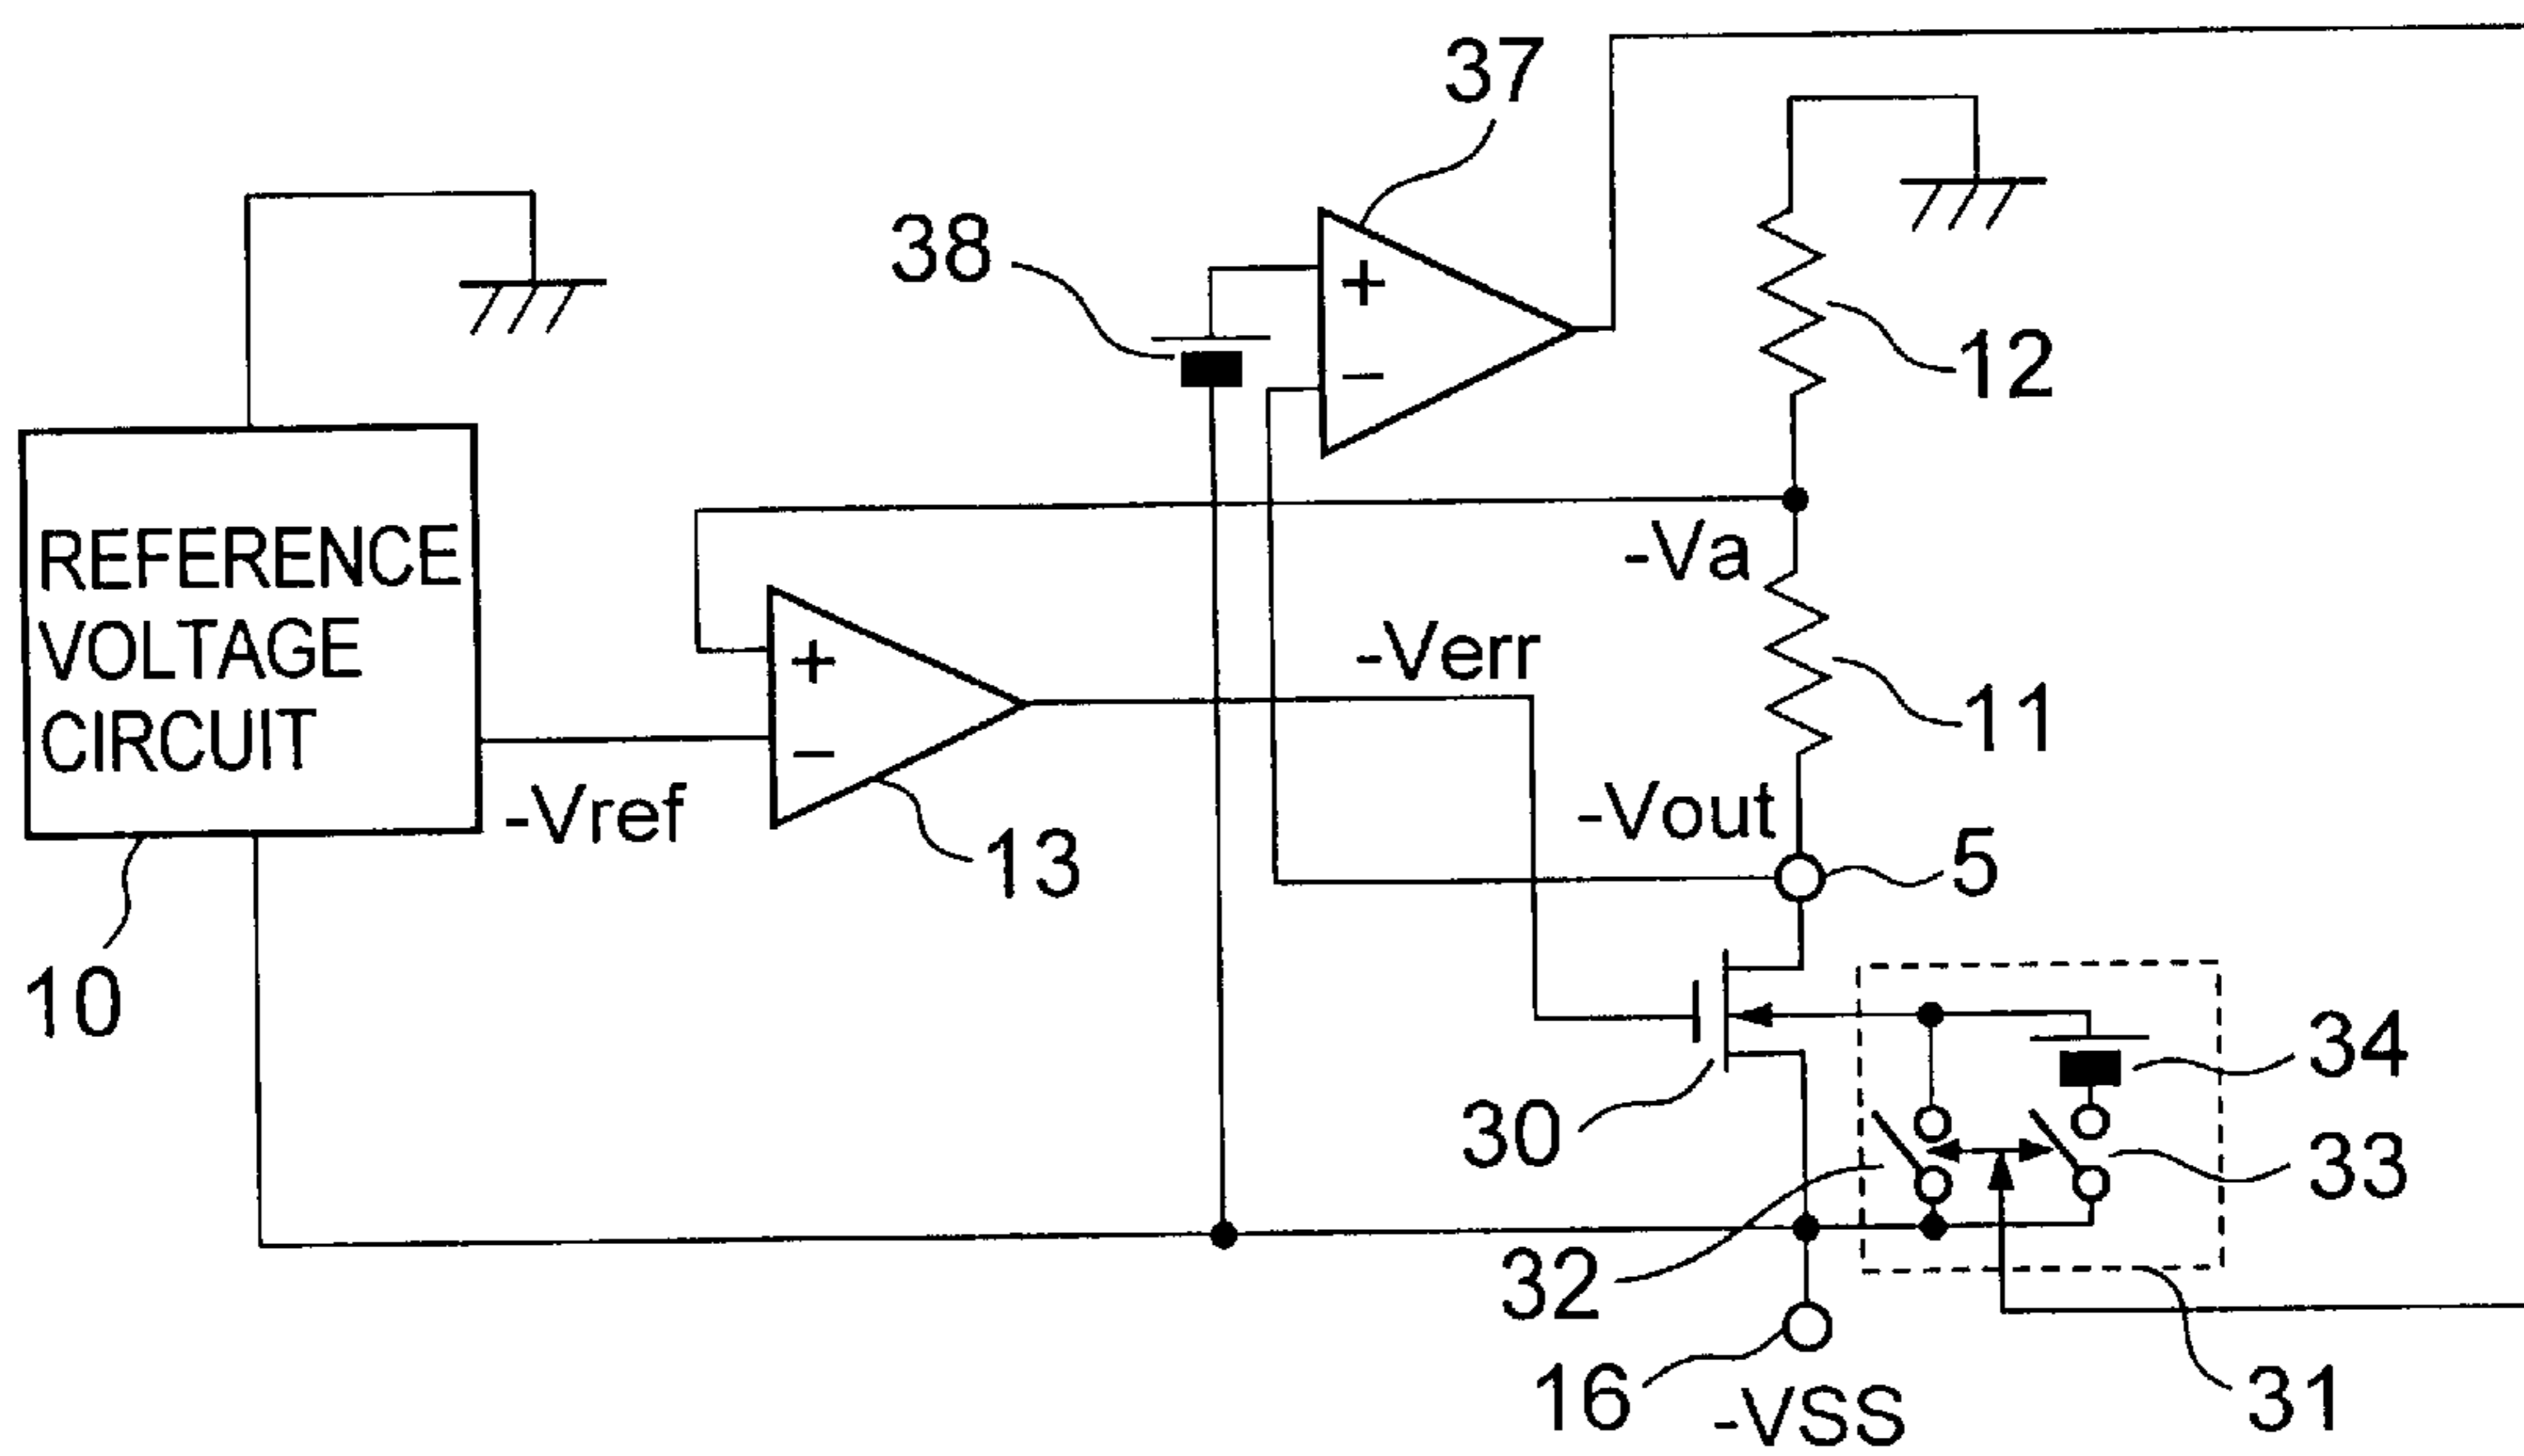 37
38
+
−
12
REFERENCE
VOLTAGE
CIRCUIT
-Va
+
−
-Verr
11
-Vref
13
-Vout
5
10
30
34
33
32
16
-VSS
31